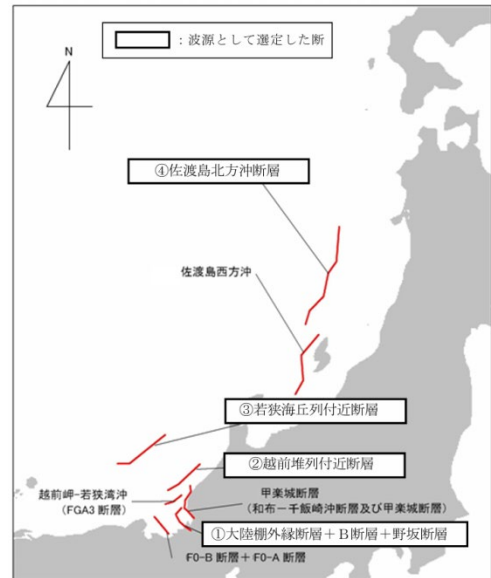 ：波源として選定した断
N
④佐渡島北方沖断層
佐渡島西方沖
③若狭海丘列付近断層
②越前堆列付近断層
越前岬−若狭湾沖
(FGA3 断層)
甲楽城断層
(和布−干飯崎沖断層及び甲楽城断層)
①大陸棚外縁断層＋B断層＋野坂断層
FO-B 断層＋FO-A 断層